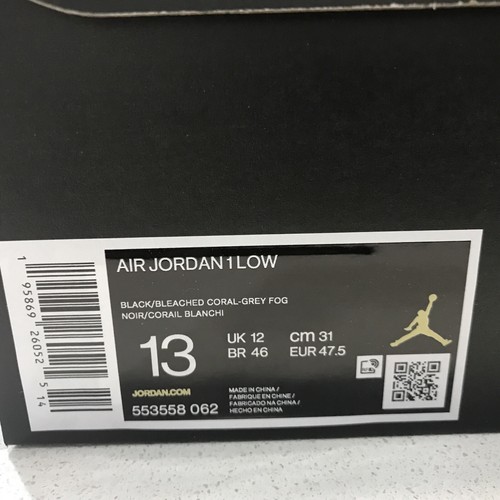 AIR JORDAN 1 LOW
BLACK/BLEACHED CORAL-GREY FOG
NOIR/CORAIL BLANCHI
13
UK 12 cm 31
BR 46 EUR 47.5
JORDAN.COM
553558 062
MADE IN CHINA /
FABRIQUE EN CHINE /
FABRICADO NA CHINA /
HECHO EN CHINA
1 95869 26052 5 14